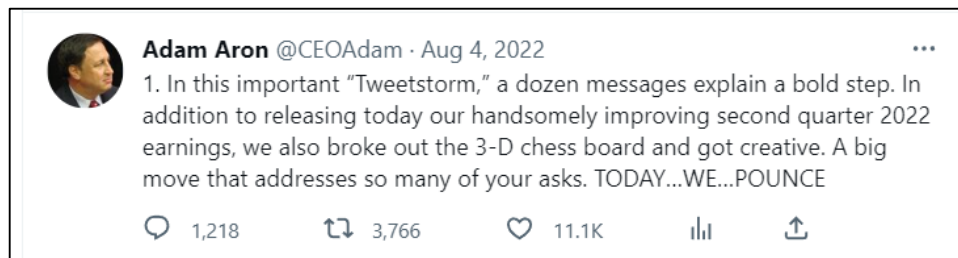 Adam Aron @CEOAdam · Aug 4, 2022
1. In this important “Tweetstorm,” a dozen messages explain a bold step. In
addition to releasing today our handsomely improving second quarter 2022
earnings, we also broke out the 3-D chess board and got creative. A big
move that addresses so many of your asks. TODAY...WE...POUNCE
1,218 3,766 11.1K